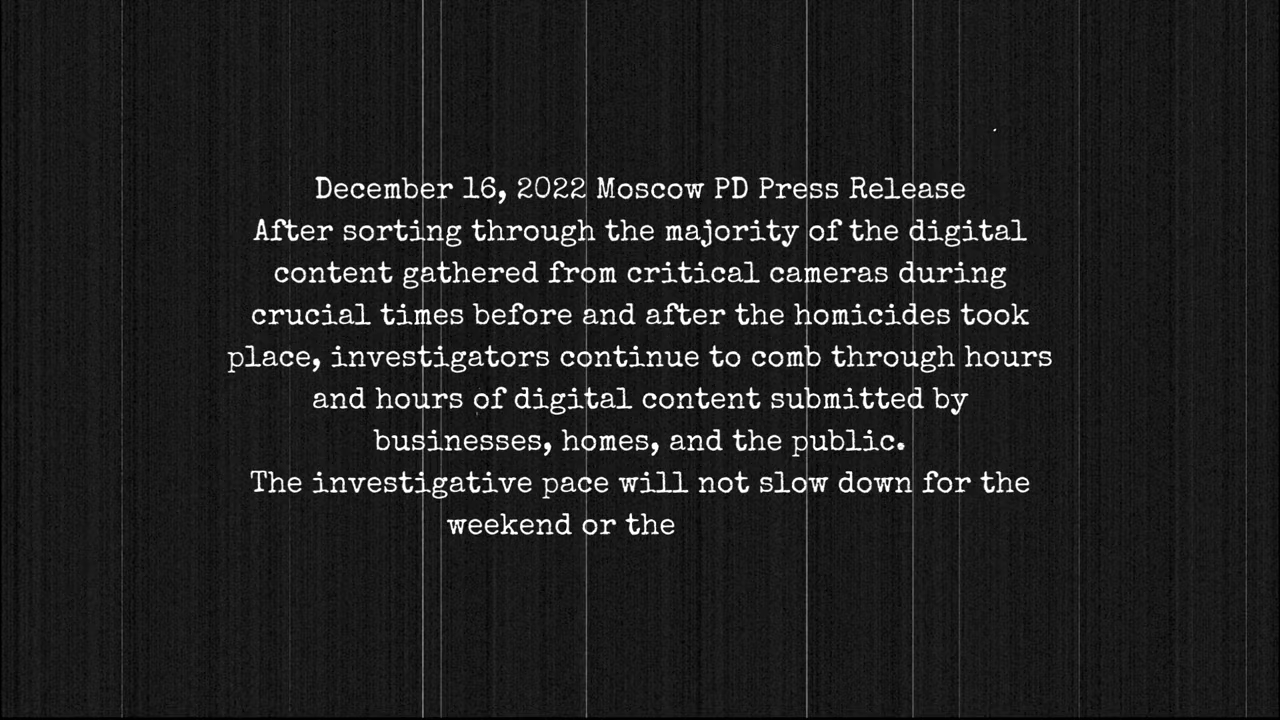 December 16, 2022 Moscow PD Press Release
After sorting through the majority of the digital
content gathered from critical cameras during
crucial times before and after the homicides took
place, investigators continue to comb through hours
and hours of digital content submitted by
businesses, homes, and the public.
The investigative pace will not slow down for the
weekend or the